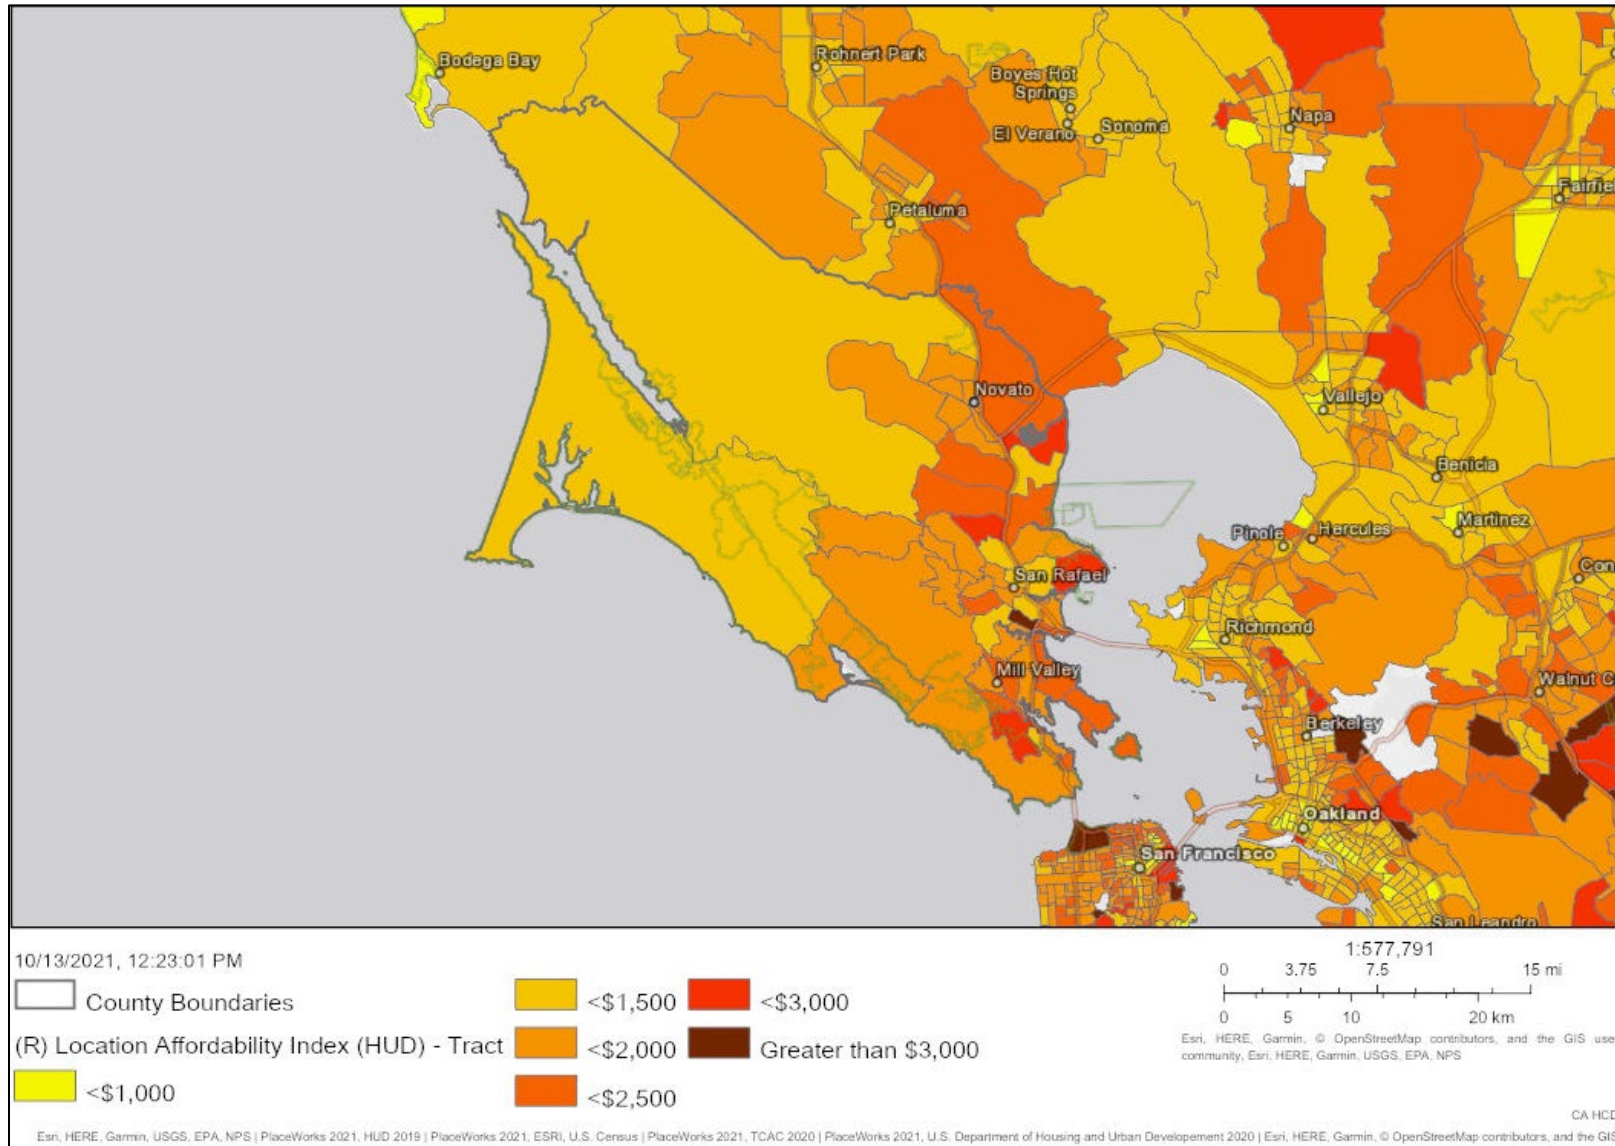 Bodega Bay
Rohnert Park
Boyes Hot
Springs
El Verano
Sonoma
Napa
Petaluma
Novato
Vallejo
Benicia
Pinole
Hercules
Martinez
San Rafael
Richmond
Mill Valley
Walnut C
Berkeley
Oakland
San Francisco
San Leandro
Fairfie
Con
10/13/2021, 12:23:01 PM
County Boundaries
(R) Location Affordability Index (HUD) - Tract
<$1,000
<$1,500
<$2,000
<$2,500
<$3,000
Greater than $3,000
1:577,791
0 3.75 7.5 15 mi
0 5 10 20 km
Esri, HERE, Garmin, © OpenStreetMap contributors, and the GIS use
community, Esri, HERE, Garmin, USGS, EPA, NPS
CA HCD
Esri, HERE, Garmin, USGS, EPA, NPS | PlaceWorks 2021, HUD 2019 | PlaceWorks 2021, ESRI, U.S. Census | PlaceWorks 2021, TCAC 2020 | PlaceWorks 2021, U.S. Department of Housing and Urban Developement 2020 | Esri, HERE, Garmin, © OpenStreetMap contributors, and the GIS